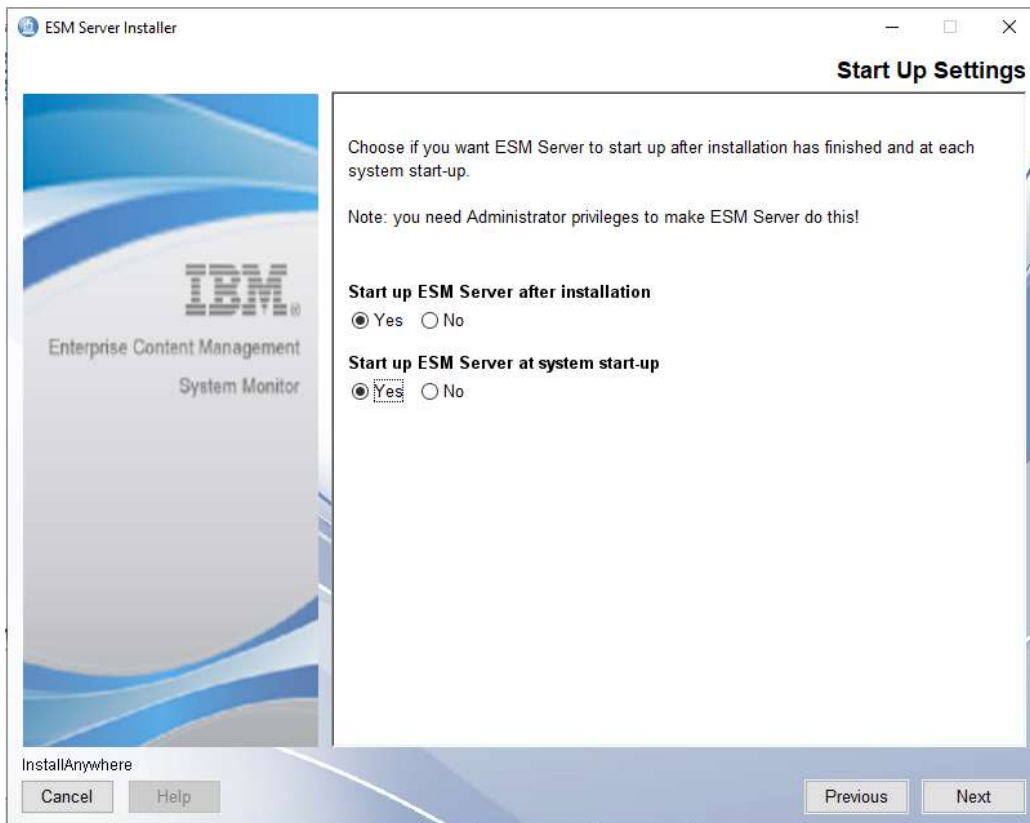 ESM Server Installer
Start Up Settings
IBM®
Enterprise Content Management
System Monitor
Choose if you want ESM Server to start up after installation has finished and at each
system start-up.
Note: you need Administrator privileges to make ESM Server do this!
Start up ESM Server after installation
Yes No
Start up ESM Server at system start-up
Yes No
InstallAnywhere
Cancel Help Previous Next